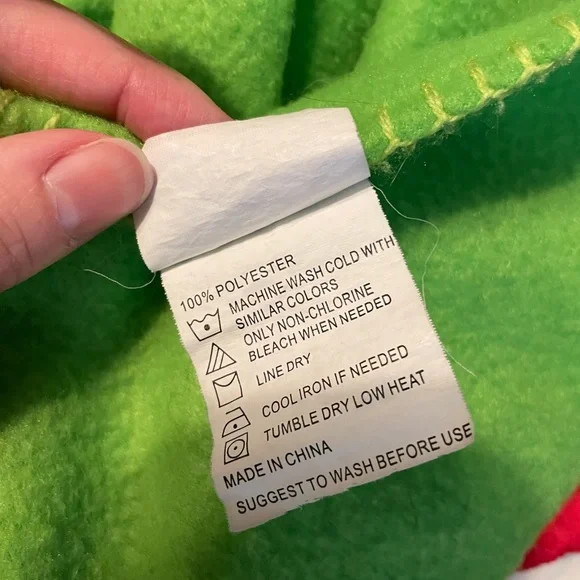 100% POLYESTER
MACHINE WASH COLD WITH
SIMILAR COLORS
ONLY NON-CHLORINE
BLEACH WHEN NEEDED
LINE DRY
COOL IRON IF NEEDED
TUMBLE DRY LOW HEAT
MADE IN CHINA
SUGGEST TO WASH BEFORE USE